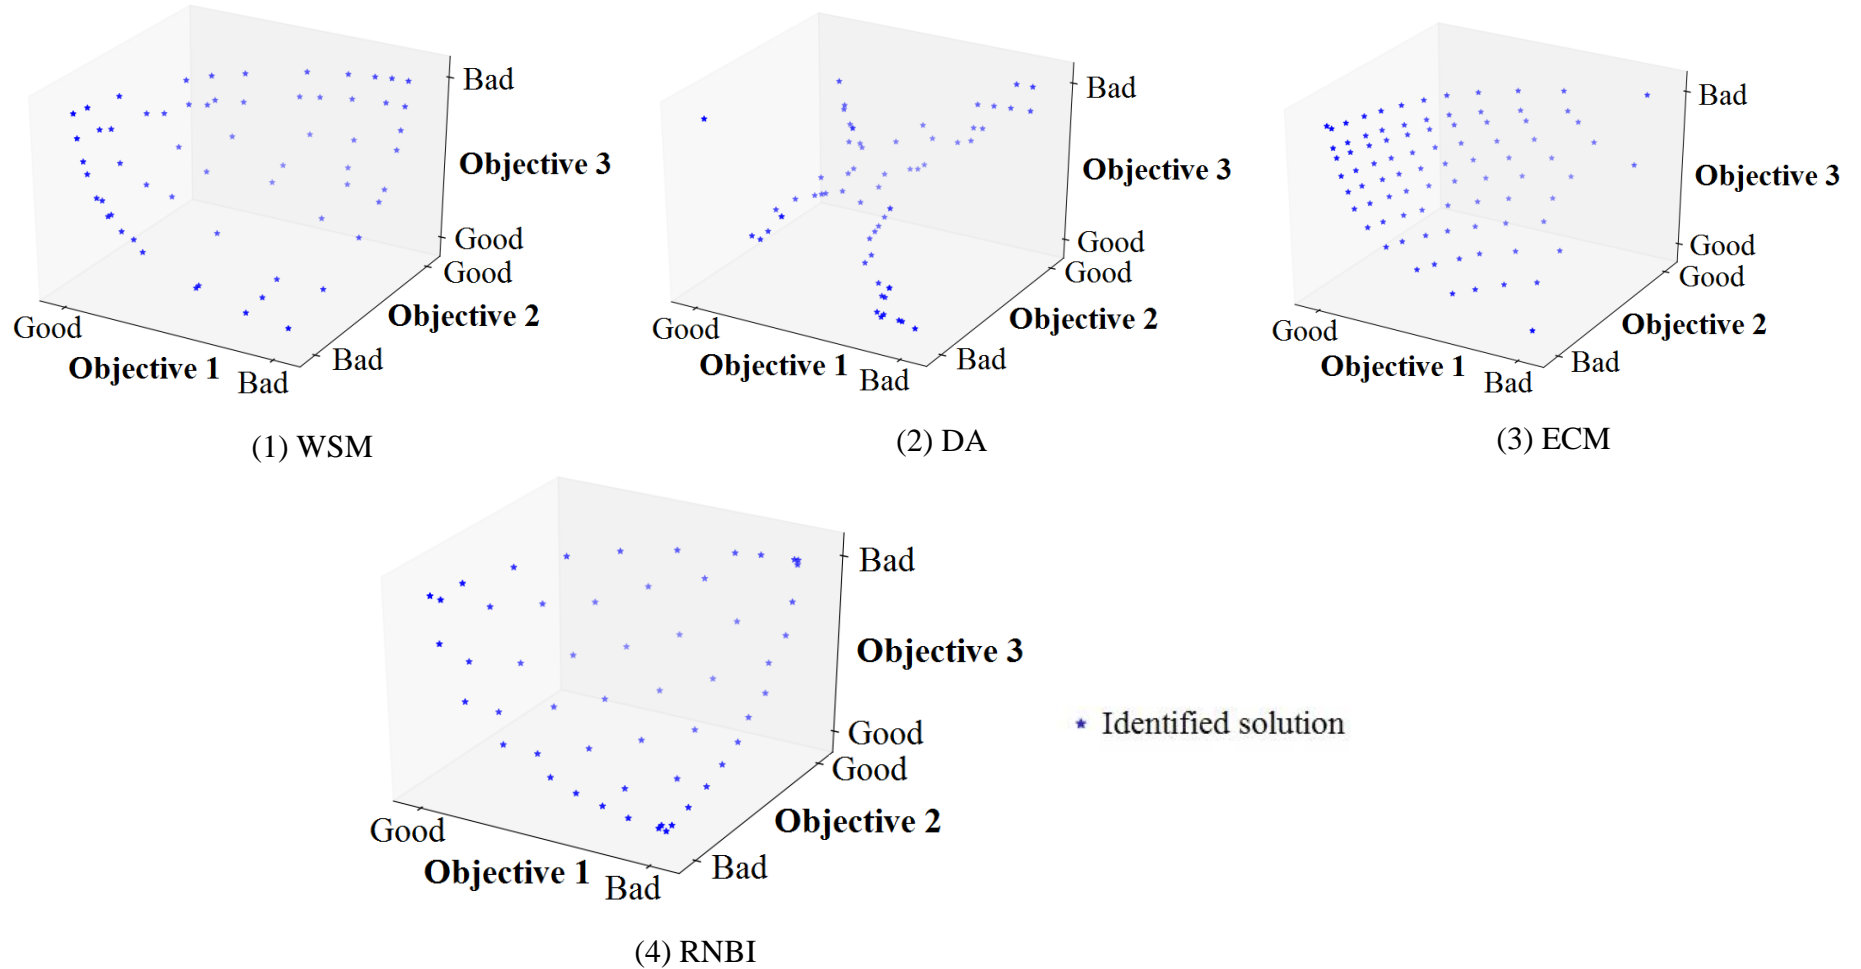 Bad
Objective 3
Good
Good
Objective 2
Bad
Good
Objective 1
Bad
(1) WSM
Bad
Objective 3
Good
Good
Objective 2
Bad
Good
Objective 1
Bad
(2) DA
Bad
Objective 3
Good
Good
Objective 2
Bad
Good
Objective 1
Bad
(3) ECM
Bad
Objective 3
Good
Good
Objective 2
Bad
Good
Objective 1
Bad
(4) RNBI
Identified solution